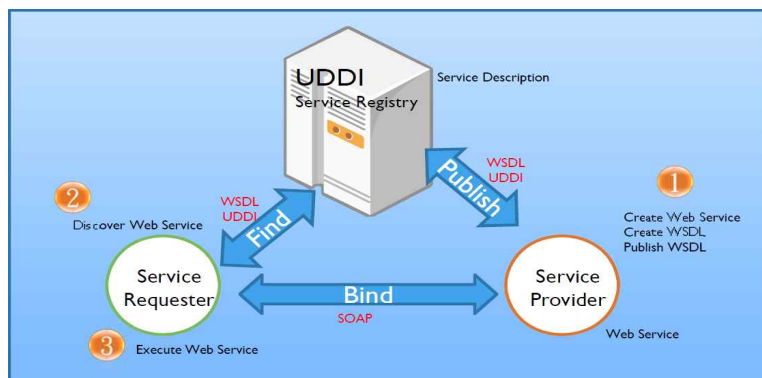 UDDI
Service Registry
Service Description
WSDL
UDDI
Publish
1
Create Web Service
Create WSDL
Publish WSDL
2
Discover Web Service
WSDL
UDDI
Find
Service
Requester
Bind
SOAP
Service
Provider
Web Service
3
Execute Web Service